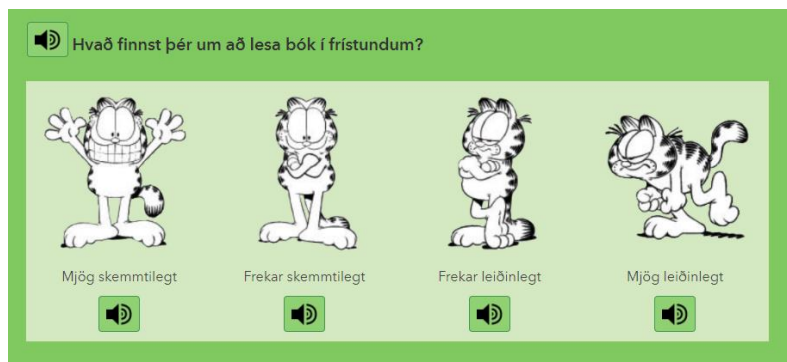 Hvað finnst þér um að lesa bók í frístundum?
Mjög skemmtilegt
Frekar skemmtilegt
Frekar leiðinlegt
Mjög leiðinlegt